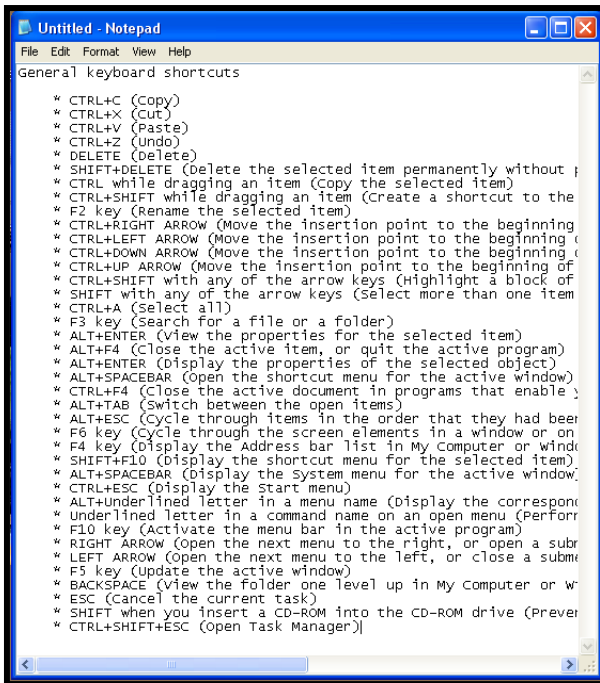 Untitled - Notepad
File Edit Format View Help
General keyboard shortcuts
* CTRL+C (Copy)
* CTRL+X (Cut)
* CTRL+V (Paste)
* CTRL+Z (Undo)
* DELETE (Delete)
* SHIFT+DELETE (Delete the selected item permanently without
* CTRL while dragging an item (Copy the selected item)
* CTRL+SHIFT while dragging an item (Create a shortcut to the
* F2 key (Rename the selected item)
* CTRL+RIGHT ARROW (Move the insertion point to the beginning
* CTRL+LEFT ARROW (Move the insertion point to the beginning
* CTRL+DOWN ARROW (Move the insertion point to the beginning
* CTRL+UP ARROW (Move the insertion point to the beginning of
* CTRL+SHIFT with any of the arrow keys (Highlight a block of
* SHIFT with any of the arrow keys (Select more than one item
* CTRL+A (Select all)
* F3 key (Search for a file or a folder)
* ALT+ENTER (View the properties for the selected item)
* ALT+F4 (Close the active item, or quit the active program)
* ALT+ENTER (Display the properties of the selected object)
* ALT+SPACEBAR (Open the shortcut menu for the active window)
* CTRL+F4 (Close the active document in programs that enable
* ALT+TAB (Switch between the open items)
* ALT+ESC (Cycle through items in the order that they had been
* F6 key (Cycle through the screen elements in a window or on
* F4 key (Display the Address bar list in My Computer or
* SHIFT+F10 (Display the shortcut menu for the selected item)
* ALT+SPACEBAR (Display the System menu for the active window)
* CTRL+ESC (Display the Start menu)
* ALT+Underlined letter in a menu name (Display the
* Underlined letter in a command name on an open menu
* F10 key (Activate the menu bar in the active program)
* RIGHT ARROW (Open the next menu to the right, or open a
* LEFT ARROW (Open the next menu to the left, or close a
* F5 key (Update the active window)
* BACKSPACE (View the folder one level up in My Computer or
* ESC (Cancel the current task)
* SHIFT when you insert a CD-ROM into the CD-ROM drive
* CTRL+SHIFT+ESC (Open Task Manager)